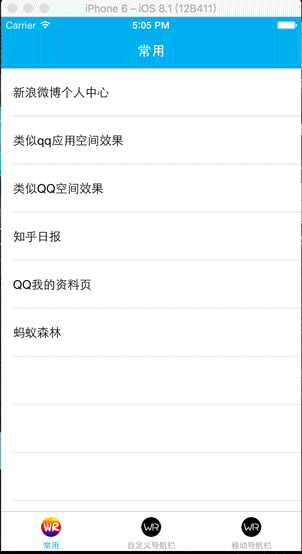 iPhone 6 – iOS 8.1 (12B411)
Carrier 5:05 PM
常用
新浪微博个人中心
类似qq应用空间效果
类似QQ空间效果
知乎日报
QQ我的资料页
蚂蚁森林
WR WR WR
常用 自定义导航栏 移动导航栏